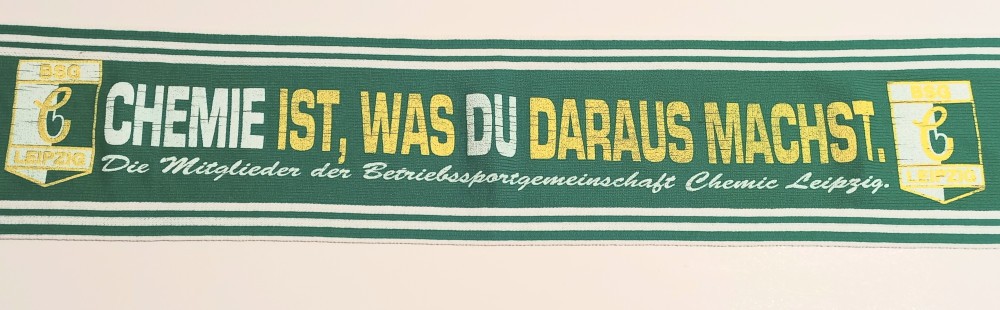 BSG
LEIPZIG
CHEMIE IST, WAS DU DARAUS MACHST.
Die Mitglieder der Betriebssportgemeinschaft Chemie Leipzig.
BSG
LEIPZIG